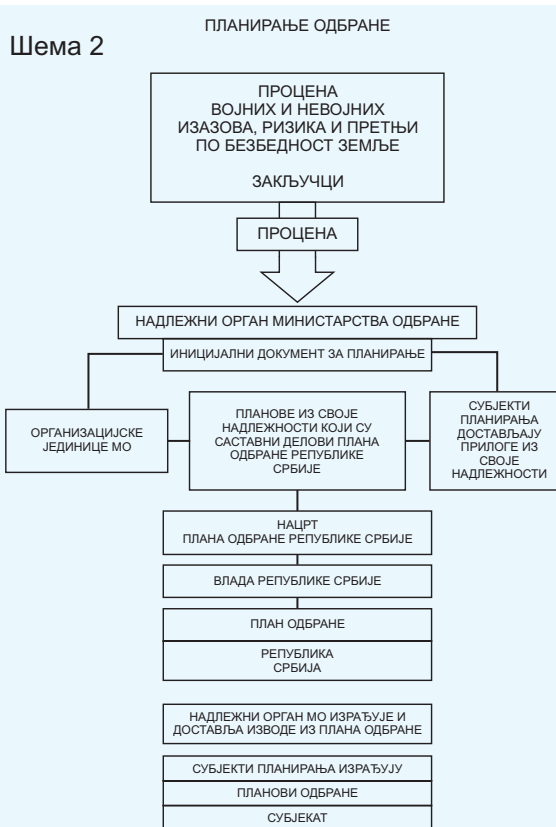 ПЛАНИРАЊЕ ОДБРАНЕ
Шема 2
ПРОЦЕНА
ВОЈНИХ И НЕВОЈНИХ
ИЗАЗОВА, РИЗИКА И ПРЕТЊИ
ПО БЕЗБЕДНОСТ ЗЕМЉЕ
ЗАКЉУЧЦИ
ПРОЦЕНА
НАДЛЕЖНИ ОРГАН МИНИСТАРСТВА ОДБРАНЕ
ИНИЦИЈАЛНИ ДОКУМЕНТ ЗА ПЛАНИРАЊЕ
ОРГАНИЗАЦИЈСКЕ
ЈЕДИНИЦЕ МО
ПЛАНОВЕ ИЗ СВОЈЕ
НАДЛЕЖНОСТИ КОЈИ СУ
САСТАВНИ ДЕЛОВИ ПЛАНА
ОДБРАНЕ РЕПУБЛИКЕ
СРБИЈЕ
СУБЈЕКТИ
ПЛАНИРАЊА
ДОСТАВЉАЈУ
ПРИЛОГЕ ИЗ
СВОЈЕ
НАДЛЕЖНОСТИ
НАЦРТ
ПЛАНА ОДБРАНЕ РЕПУБЛИКЕ СРБИЈЕ
ВЛАДА РЕПУБЛИКЕ СРБИЈЕ
ПЛАН ОДБРАНЕ
РЕПУБЛИКА
СРБИЈА
НАДЛЕЖНИ ОРГАН МО ИЗРАЂУЈЕ И
ДОСТАВЉА ИЗВОДЕ ИЗ ПЛАНА ОДБРАНЕ
СУБЈЕКТИ ПЛАНИРАЊА ИЗРАЂУЈУ
ПЛАНОВИ ОДБРАНЕ
СУБЈЕКАТ